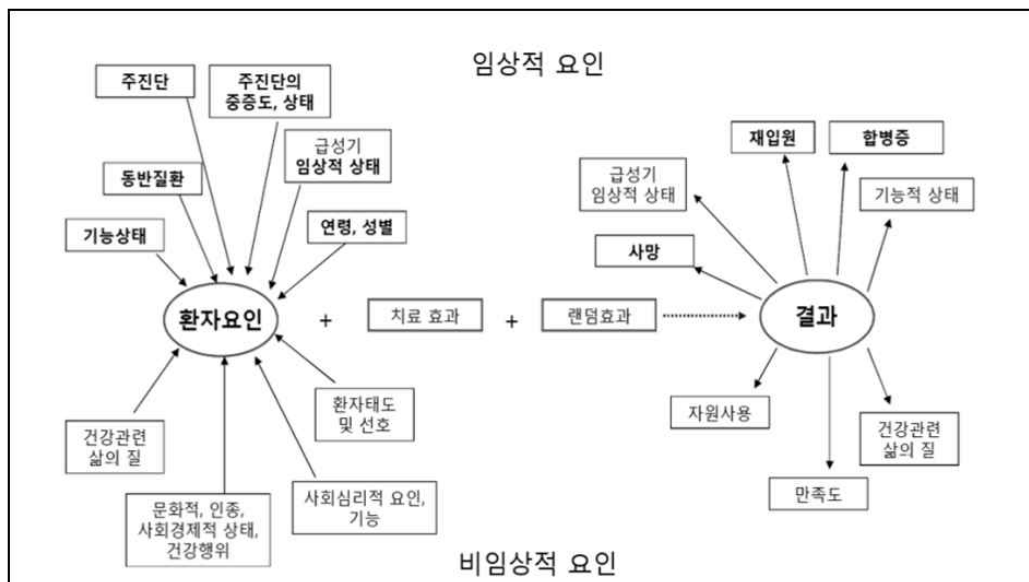 임상적 요인
주진단
주진단의
중증도, 상태
급성기
임상적 상태
동반질환
기능상태
연령, 성별
환자요인
+
치료 효과
+
랜덤효과
건강관련
삶의 질
문화적, 인종,
사회경제적 상태,
건강행위
사회심리적 요인,
기능
환자태도
및 선호
재입원
합병증
급성기
임상적 상태
기능적 상태
사망
결과
자원사용
만족도
건강관련
삶의 질
비임상적 요인